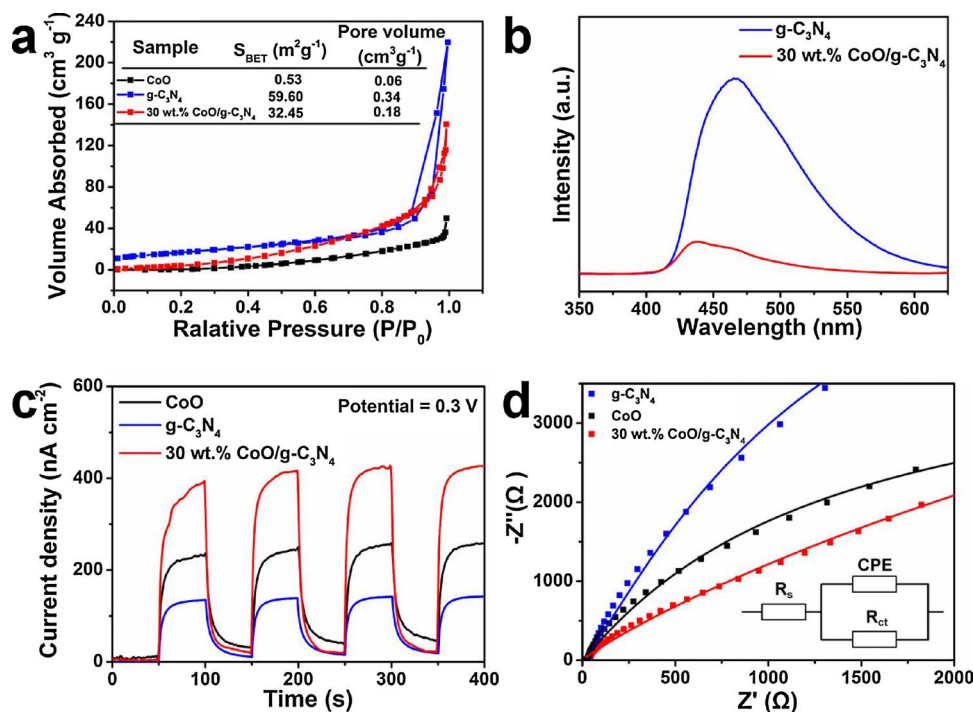 a
Sample S_BET (m²g⁻¹) Pore volume (cm³g⁻¹)
CoO 0.53 0.06
g-C₃N₄ 59.60 0.34
30 wt.% CoO/g-C₃N₄ 32.45 0.18
Volume Absorbed (cm³ g⁻¹)
240
200
160
120
80
40
0
0.0 0.2 0.4 0.6 0.8 1.0
Ralative Pressure (P/P₀)
b
g-C₃N₄
30 wt.% CoO/g-C₃N₄
Intensity (a.u.)
350 400 450 500 550 600
Wavelength (nm)
c
CoO
g-C₃N₄
30 wt.% CoO/g-C₃N₄
Potential = 0.3 V
Current density (nA cm⁻²)
600
400
200
0
0 100 200 300 400
Time (s)
d
g-C₃N₄
CoO
30 wt.% CoO/g-C₃N₄
-Z''(Ω)
3000
2000
1000
0
CPE
Rₛ
R_ct
0 500 1000 1500 2000
Z' (Ω)